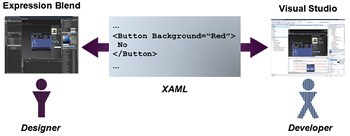 Expression Blend
Visual Studio
...
<Button Background="Red">
No
</Button>
...
XAML
Designer
Developer